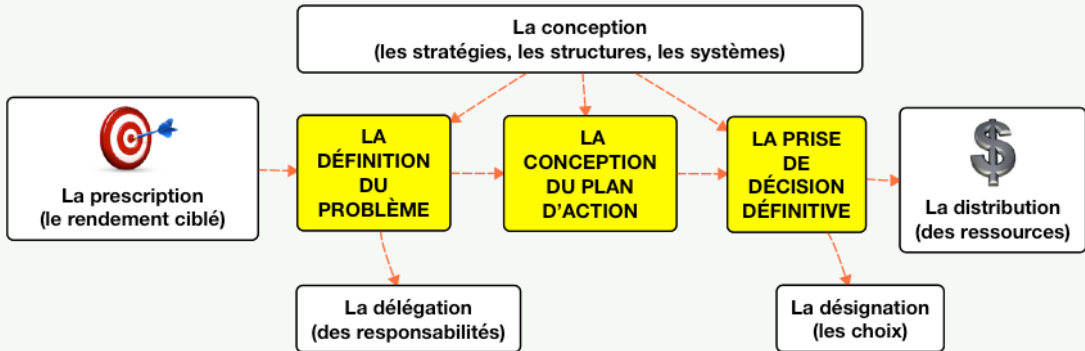 La conception
(les stratégies, les structures, les systèmes)
La prescription
(le rendement ciblé)
LA
DÉFINITION
DU
PROBLÈME
LA
CONCEPTION
DU PLAN
D’ACTION
LA PRISE
DE
DÉCISION
DÉFINITIVE
$
La distribution
(des ressources)
La délégation
(des responsabilités)
La désignation
(les choix)